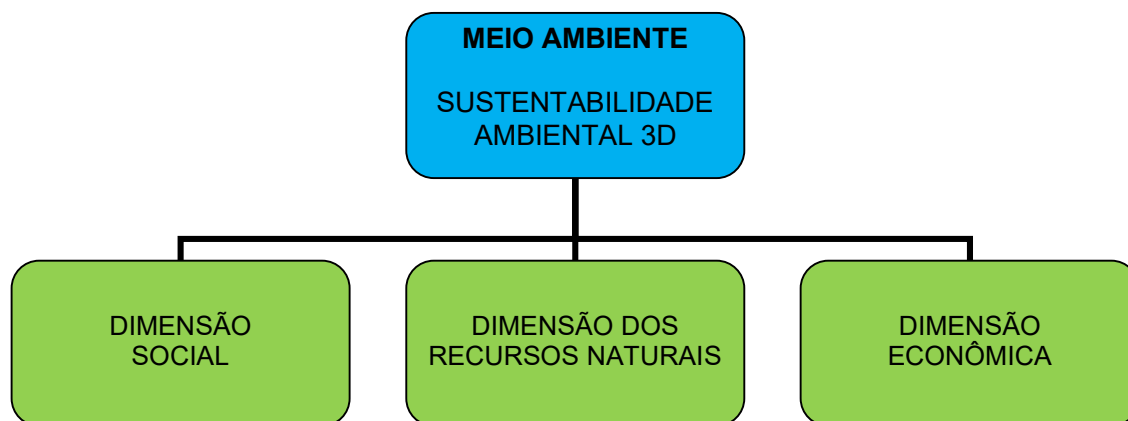 MEIO AMBIENTE
SUSTENTABILIDADE
AMBIENTAL 3D
DIMENSÃO
SOCIAL
DIMENSÃO DOS
RECURSOS NATURAIS
DIMENSÃO
ECONÔMICA